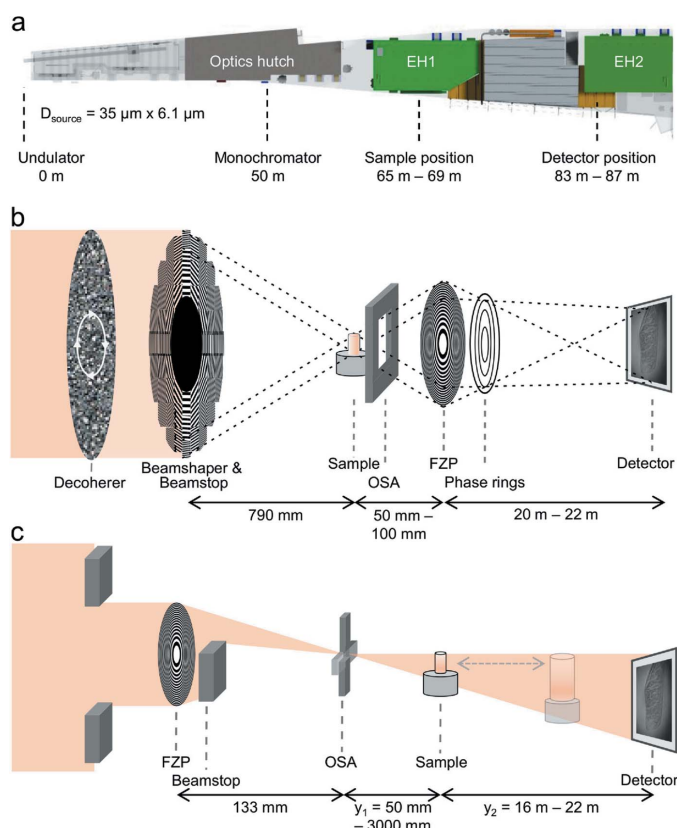 a
Optics hutch
EH1
EH2
D_source = 35 µm x 6.1 µm
Undulator
0 m
Monochromator
50 m
Sample position
65 m – 69 m
Detector position
83 m – 87 m
b
Decoherer
Beamshaper &
Beamstop
Sample
OSA
FZP
Phase rings
Detector
790 mm
50 mm –
100 mm
20 m – 22 m
c
FZP
Beamstop
OSA
Sample
Detector
133 mm
y₁ = 50 mm
– 3000 mm
y₂ = 16 m – 22 m